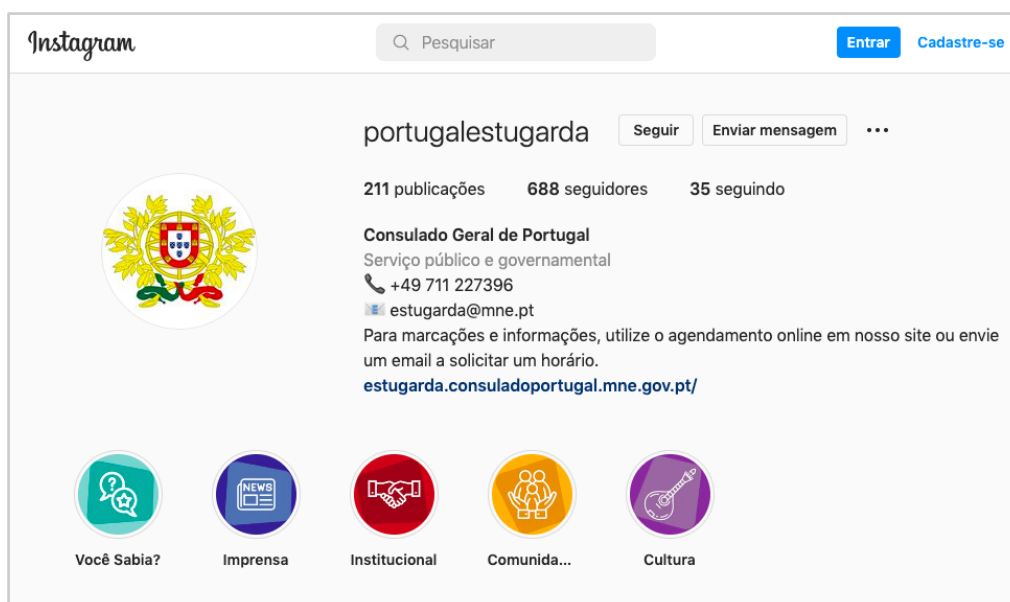 Instagram
Pesquisar
Entrar
Cadastre-se
portugalestugarda
Seguir
Enviar mensagem
211 publicações
688 seguidores
35 seguindo
Consulado Geral de Portugal
Serviço público e governamental
+49 711 227396
estugarda@mne.pt
Para marcações e informações, utilize o agendamento online em nosso site ou envie
um email a solicitar um horário.
estugarda.consuladoportugal.mne.gov.pt/
NEWS
Você Sabia?
Imprensa
Institucional
Comunida...
Cultura